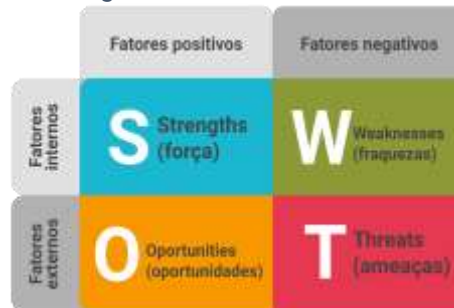 Fatores positivos
Fatores negativos
Fatores
internos
S
Strengths
(força)
W
Weaknesses
(fraquezas)
Fatores
externos
O
Oportunities
(oportunidades)
T
Threats
(ameaças)